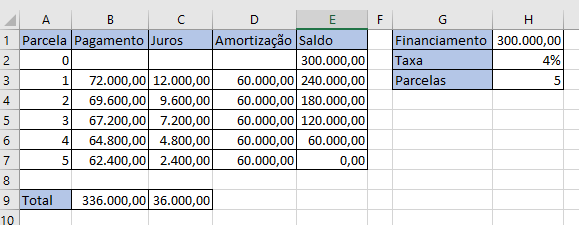 A B C D E F G H
1 Parcela Pagamento Juros Amortização Saldo Financiamento 300.000,00
2 0 300.000,00 Taxa 4%
3 1 72.000,00 12.000,00 60.000,00 240.000,00 Parcelas 5
4 2 69.600,00 9.600,00 60.000,00 180.000,00
5 3 67.200,00 7.200,00 60.000,00 120.000,00
6 4 64.800,00 4.800,00 60.000,00 60.000,00
7 5 62.400,00 2.400,00 60.000,00 0,00
8
9 Total 336.000,00 36.000,00
10